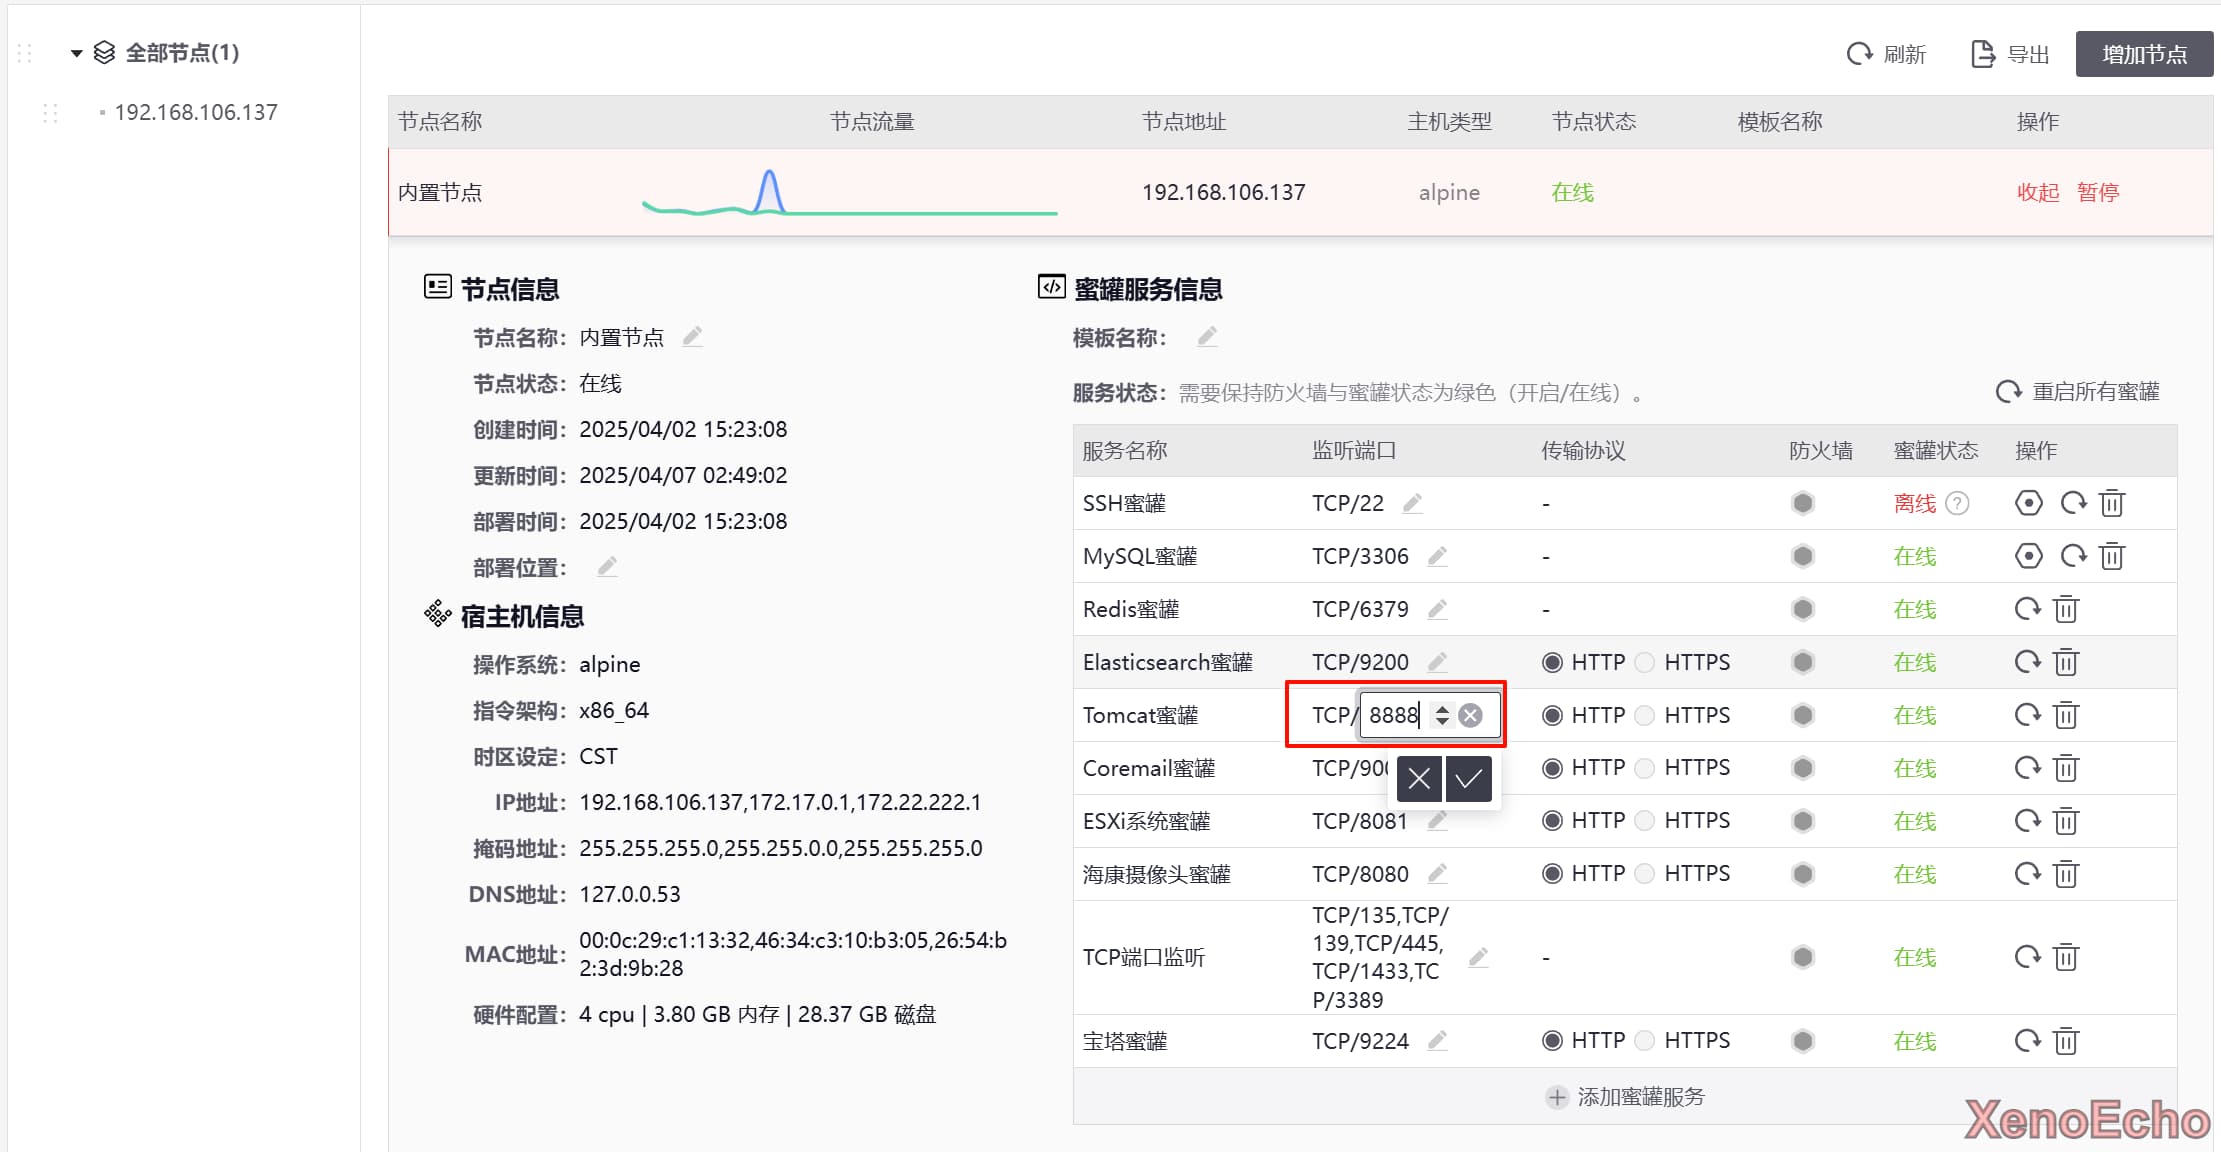 全部节点(1)
192.168.106.137
刷新 导出 增加节点
节点名称 节点流量 节点地址 主机类型 节点状态 模板名称 操作
内置节点 192.168.106.137 alpine 在线 收起 暂停
节点信息
节点名称： 内置节点
节点状态： 在线
创建时间： 2025/04/02 15:23:08
更新时间： 2025/04/07 02:49:02
部署时间： 2025/04/02 15:23:08
部署位置：
宿主机信息
操作系统： alpine
指令架构： x86_64
时区设定： CST
IP地址： 192.168.106.137,172.17.0.1,172.22.222.1
掩码地址： 255.255.255.0,255.255.0.0,255.255.255.0
DNS地址： 127.0.0.53
MAC地址： 00:0c:29:c1:13:32,46:34:c3:10:b3:05,26:54:b
2:3d:9b:28
硬件配置： 4 cpu | 3.80 GB 内存 | 28.37 GB 磁盘
蜜罐服务信息
模板名称：
服务状态： 需要保持防火墙与蜜罐状态为绿色（开启/在线）。 重启所有蜜罐
服务名称 监听端口 传输协议 防火墙 蜜罐状态 操作
SSH蜜罐 TCP/22 - 离线 ?
MySQL蜜罐 TCP/3306 - 在线
Redis蜜罐 TCP/6379 - 在线
Elasticsearch蜜罐 TCP/9200 HTTP HTTPS 在线
Tomcat蜜罐 TCP/ 8888 HTTP HTTPS 在线
Coremail蜜罐 TCP/900 HTTP HTTPS 在线
ESXi系统蜜罐 TCP/8081 HTTP HTTPS 在线
海康摄像头蜜罐 TCP/8080 HTTP HTTPS 在线
TCP端口监听 TCP/135,TCP/
139,TCP/445,
TCP/1433,TC
P/3389 - 在线
宝塔蜜罐 TCP/9224 HTTP HTTPS 在线
添加蜜罐服务
XenoEcho